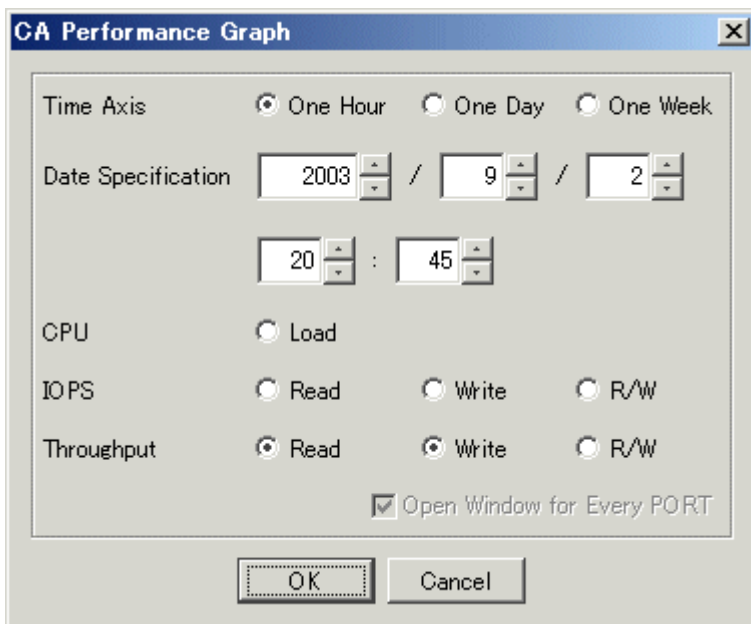 CA Performance Graph
Time Axis One Hour One Day One Week
Date Specification 2003 / 9 / 2
20 : 45
CPU Load
IOPS Read Write R/W
Throughput Read Write R/W
Open Window for Every PORT
OK Cancel